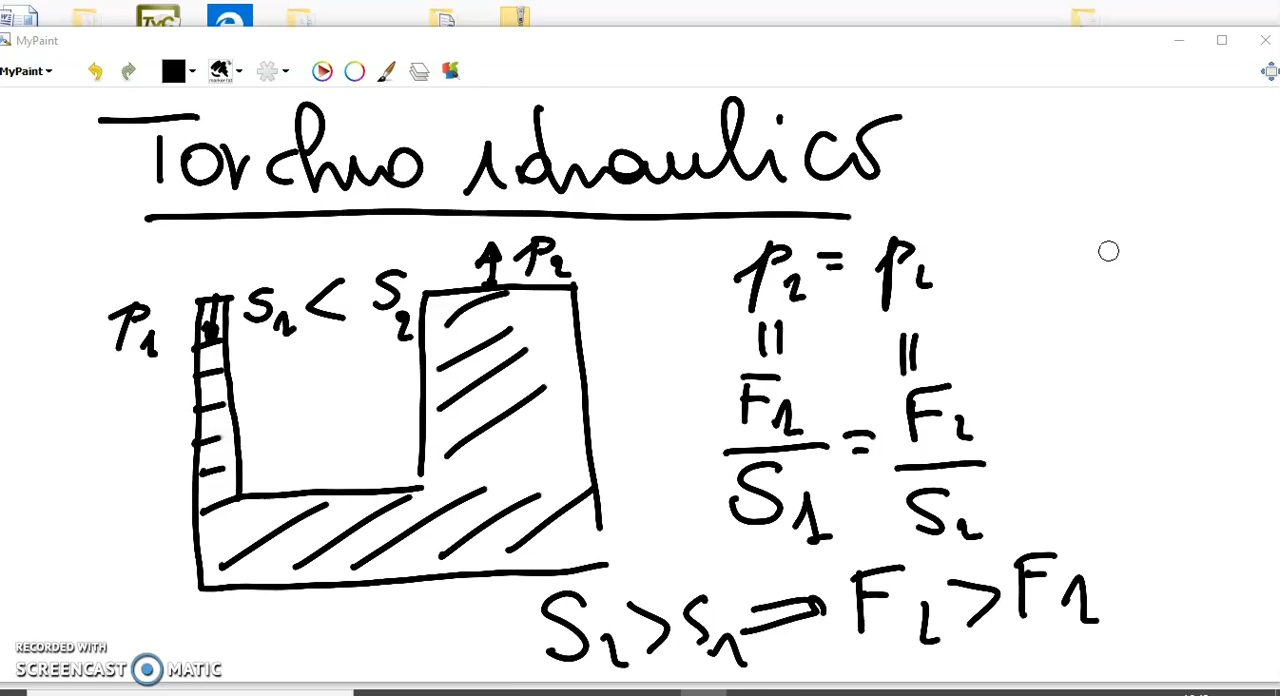 MyPaint
MyPaint
Torchio idraulico
p1
S1 < S2
p2
p1 = p2
F1 = F2
S1 S2
S2 > S1 ⇒ F2 > F1
RECORDED WITH
SCREENCAST MATIC